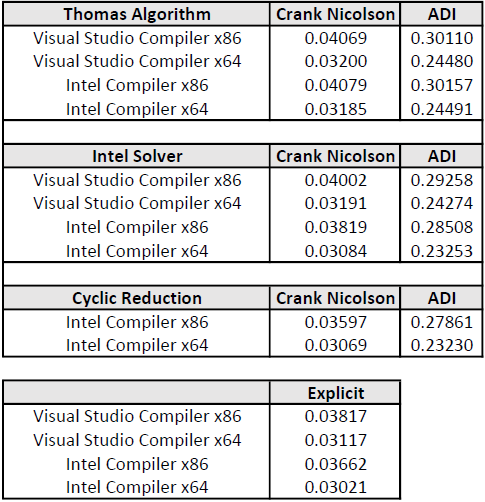 Thomas Algorithm Crank Nicolson ADI
Visual Studio Compiler x86 0.04069 0.30110
Visual Studio Compiler x64 0.03200 0.24480
Intel Compiler x86 0.04079 0.30157
Intel Compiler x64 0.03185 0.24491
Intel Solver Crank Nicolson ADI
Visual Studio Compiler x86 0.04002 0.29258
Visual Studio Compiler x64 0.03191 0.24274
Intel Compiler x86 0.03819 0.28508
Intel Compiler x64 0.03084 0.23253
Cyclic Reduction Crank Nicolson ADI
Intel Compiler x86 0.03597 0.27861
Intel Compiler x64 0.03069 0.23230
Explicit
Visual Studio Compiler x86 0.03817
Visual Studio Compiler x64 0.03117
Intel Compiler x86 0.03662
Intel Compiler x64 0.03021